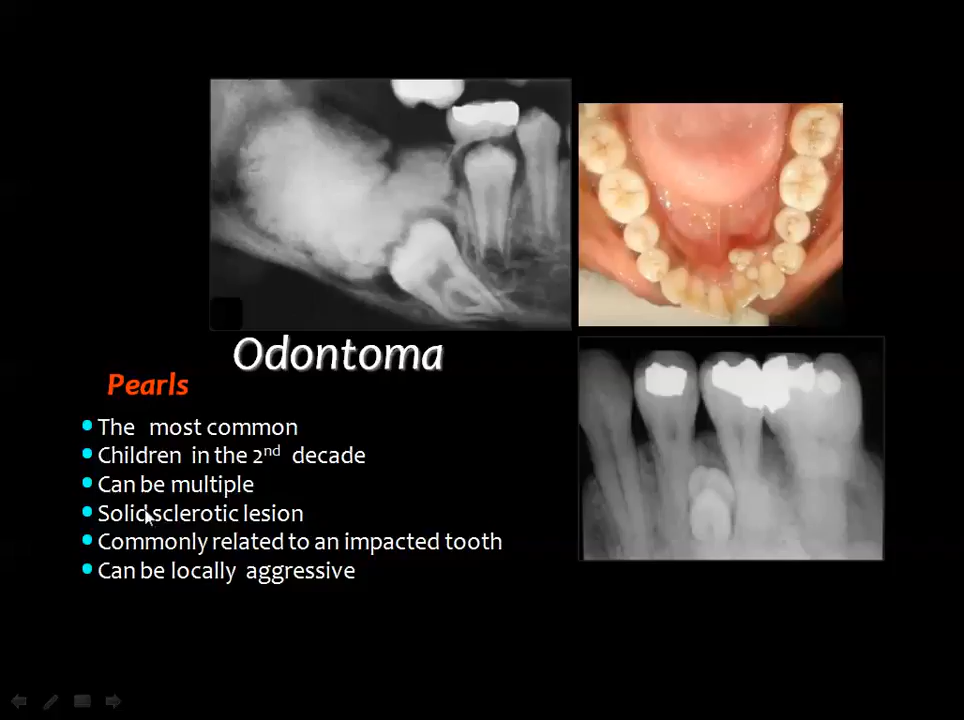 Odontoma
Pearls
The most common
Children in the 2nd decade
Can be multiple
Solid sclerotic lesion
Commonly related to an impacted tooth
Can be locally aggressive